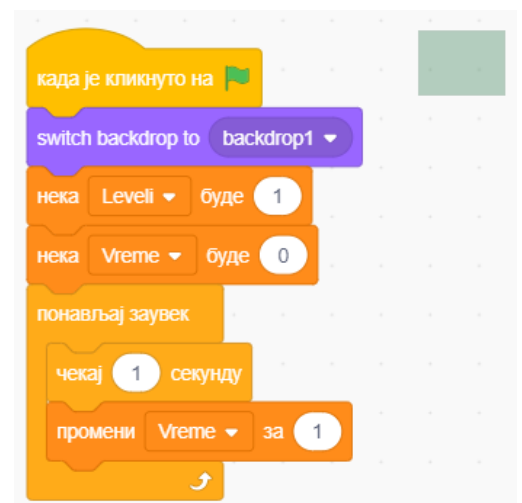 када је кликнуто на
switch backdrop to backdrop1
нека Leveli буде 1
нека Vreme буде 0
понављај заувек
чекај 1 секунду
промени Vreme за 1